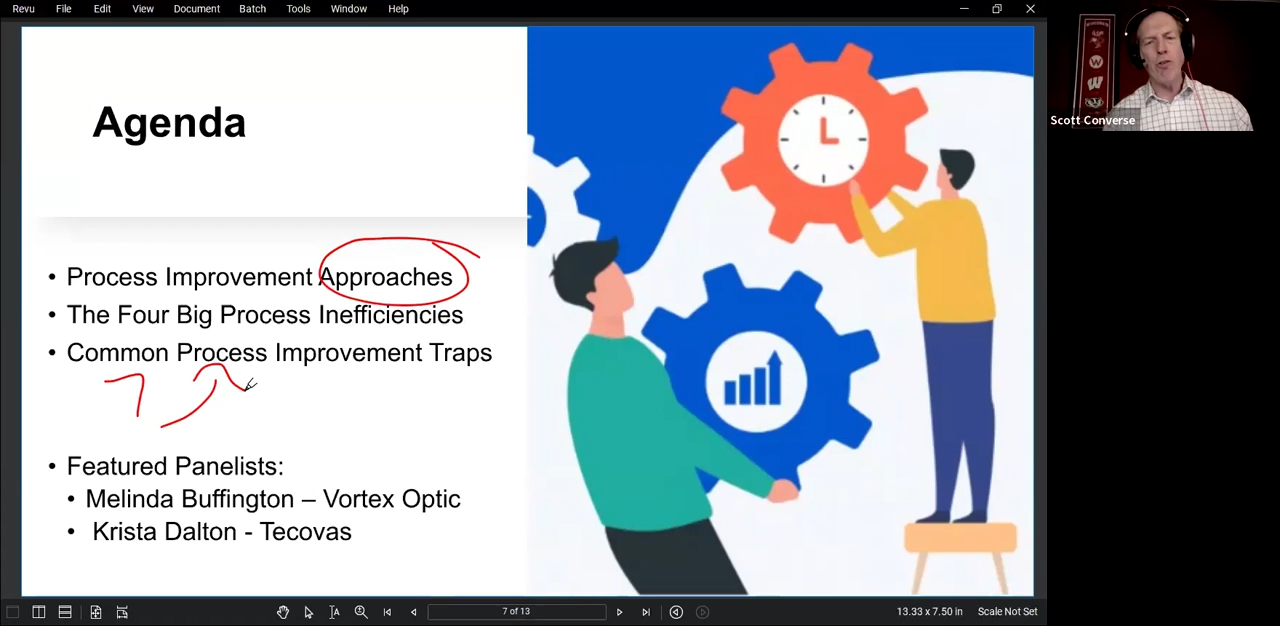 Revu File Edit View Document Batch Tools Window Help
Agenda
• Process Improvement Approaches
• The Four Big Process Inefficiencies
• Common Process Improvement Traps
7
• Featured Panelists:
• Melinda Buffington – Vortex Optic
• Krista Dalton - Tecovas
7 of 13
13.33 x 7.50 in Scale Not Set
Scott Converse
W